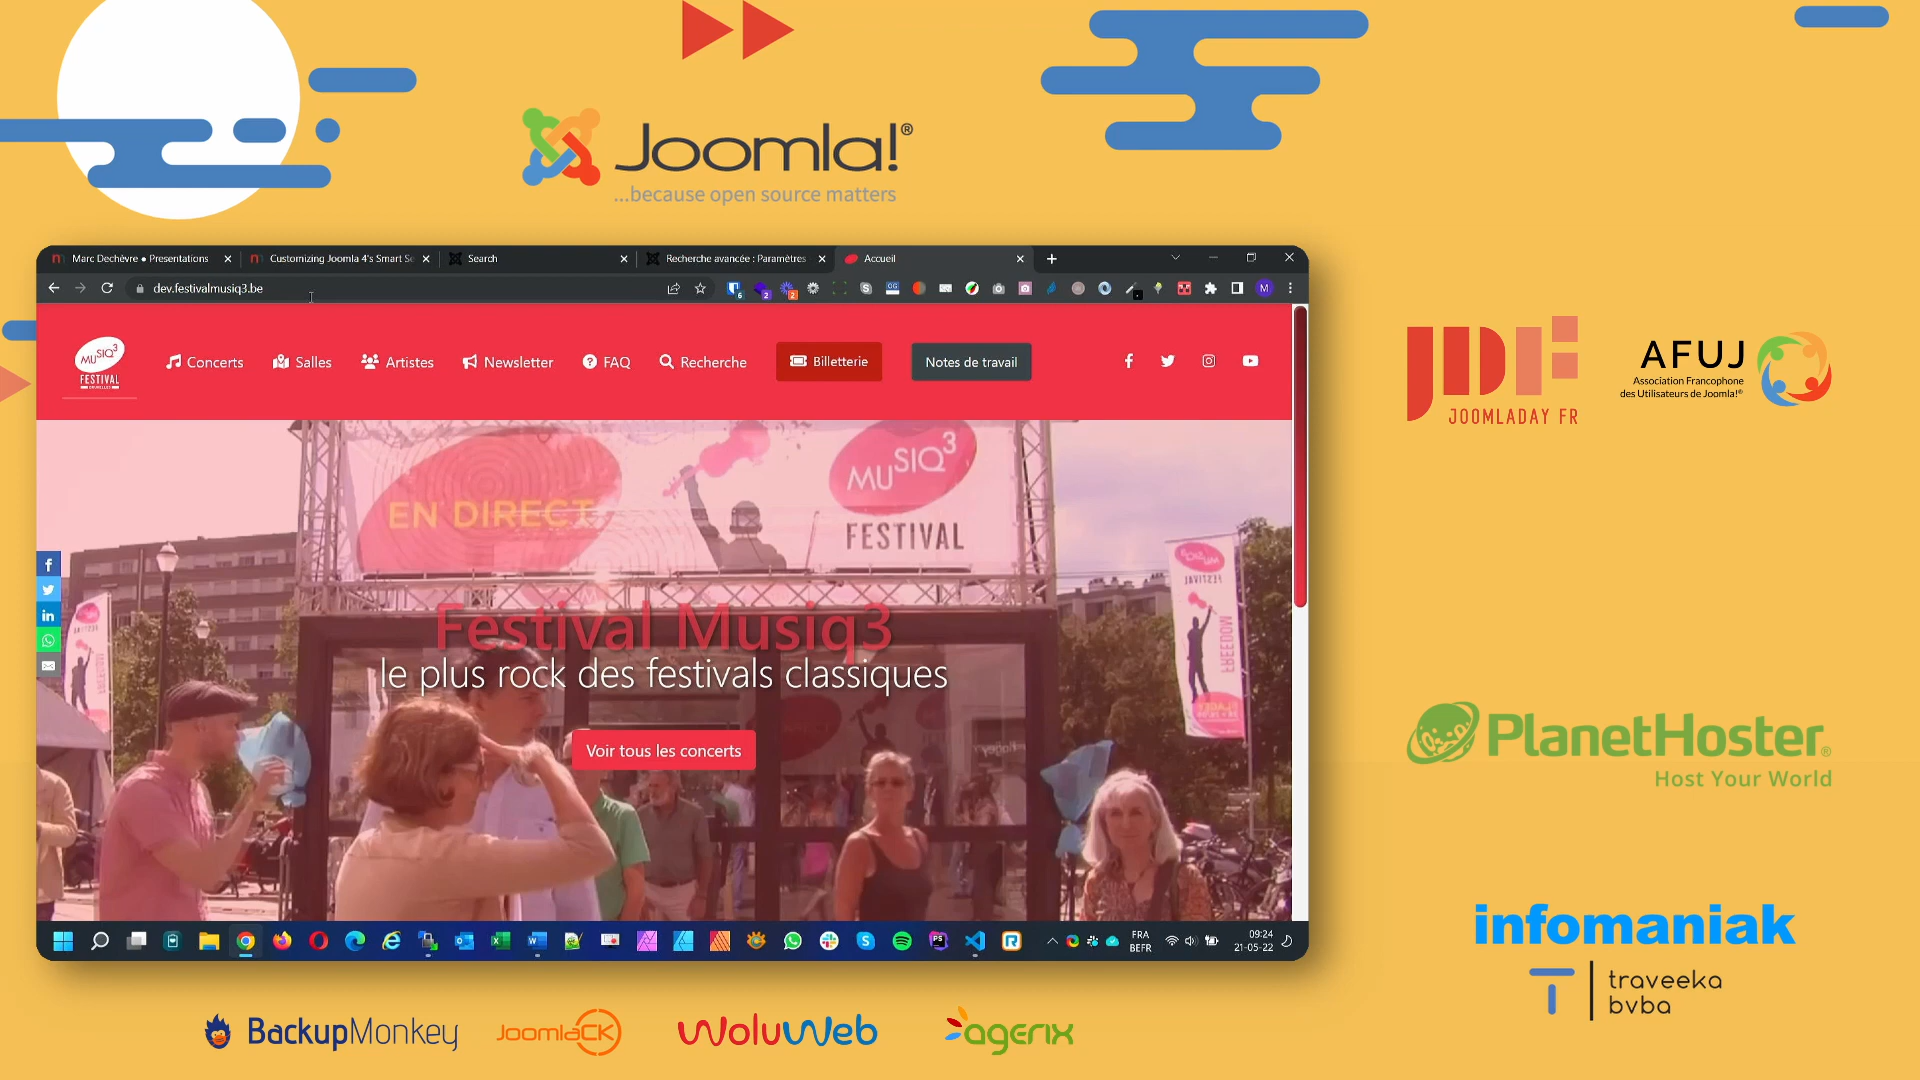 Joomla!®
...because open source matters
Marc Dechèvre • Presentations
Customizing Joomla 4's Smart Se
Search
Recherche avancée : Paramètres
Accueil
dev.festivalmusiq3.be
MUSIQ3
FESTIVAL
Concerts
Salles
Artistes
Newsletter
FAQ
Recherche
Billetterie
Notes de travail
EN DIRECT
MUSIQ3
FESTIVAL
FREEDOM
Festival Musiq3
le plus rock des festivals classiques
Voir tous les concerts
FRA
BEFR
09:24
21-05-22
JDF
JOOMLADAY FR
AFUJ
Association Francophone
des Utilisateurs de Joomla!®
PlanetHoster®
Host Your World
infomaniak
T traveeka
bvba
BackupMonkey
JoomlaCK
WoluWeb
agerix